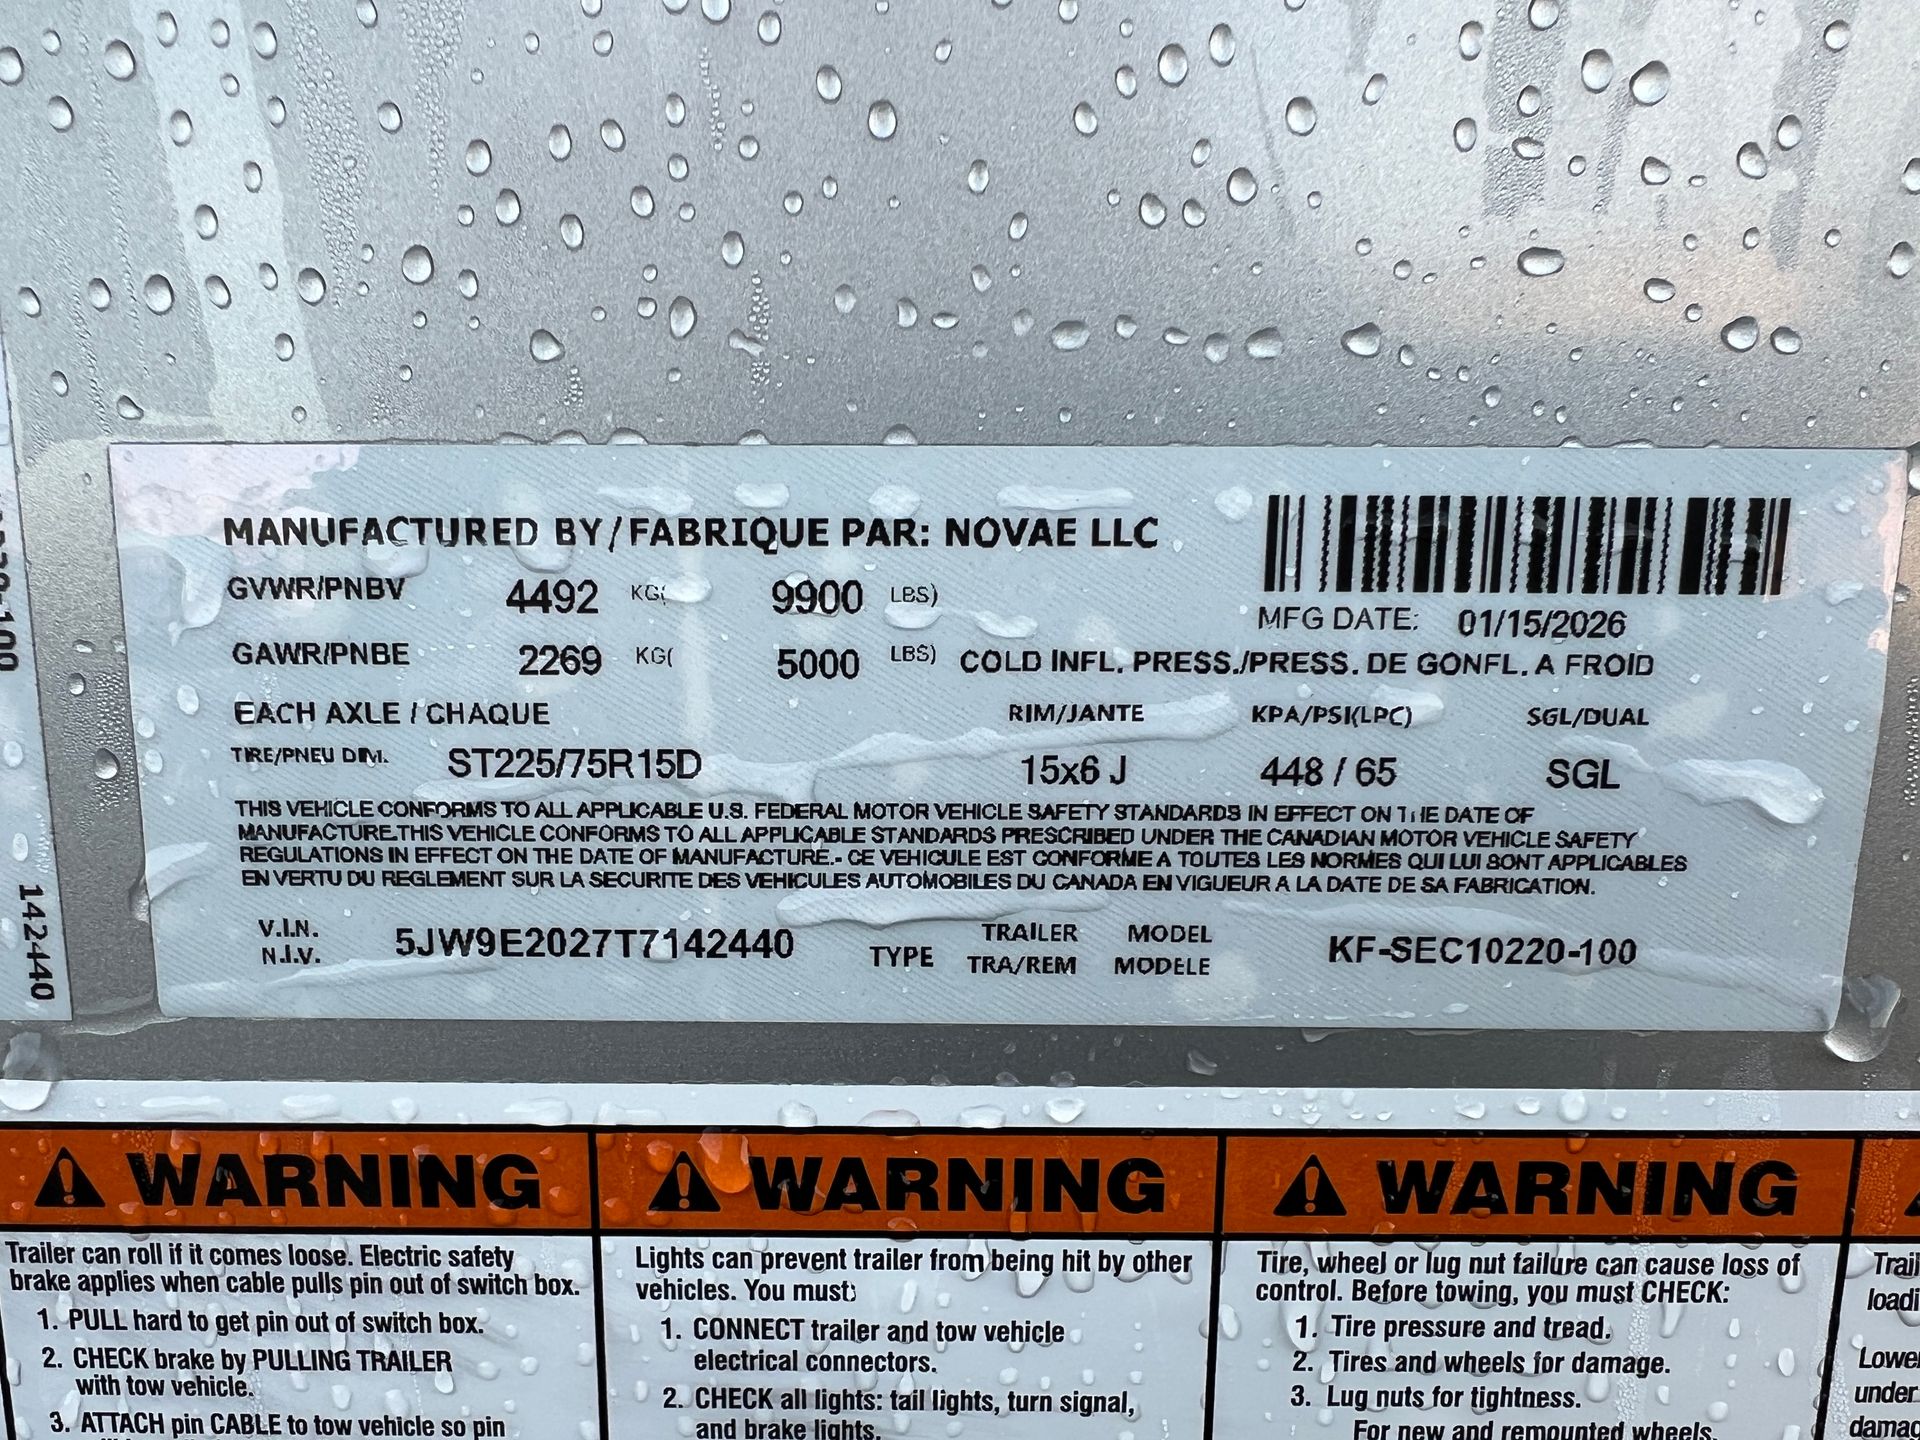 MANUFACTURED BY/FABRIQUE PAR: NOVAE LLC
GVWR/PNBV 4492 KG( 9900 LBS)
MFG DATE: 01/15/2026
GAWR/PNBE 2269 KG( 5000 LBS) COLD INFL. PRESS./PRESS. DE GONFL. A FROID
EACH AXLE / CHAQUE RIM/JANTE KPA/PSI(LPC) SGL/DUAL
TIRE/PNEU DIM. ST225/75R15D 15x6 J 448 / 65 SGL
THIS VEHICLE CONFORMS TO ALL APPLICABLE U.S. FEDERAL MOTOR VEHICLE SAFETY STANDARDS IN EFFECT ON THE DATE OF
MANUFACTURE.THIS VEHICLE CONFORMS TO ALL APPLICABLE STANDARDS PRESCRIBED UNDER THE CANADIAN MOTOR VEHICLE SAFETY
REGULATIONS IN EFFECT ON THE DATE OF MANUFACTURE.- CE VEHICULE EST CONFORME A TOUTES LES NORMES QUI LUI SONT APPLICABLES
EN VERTU DU REGLEMENT SUR LA SECURITE DES VEHICULES AUTOMOBILES DU CANADA EN VIGUEUR A LA DATE DE SA FABRICATION.
V.I.N. 5JW9E2027T7142440 TYPE TRAILER MODEL KF-SEC10220-100
N.I.V. TRA/REM MODELE
142440
WARNING
Trailer can roll if it comes loose. Electric safety
brake applies when cable pulls pin out of switch box.
1. PULL hard to get pin out of switch box.
2. CHECK brake by PULLING TRAILER
with tow vehicle.
3. ATTACH pin CABLE to tow vehicle so pin
WARNING
Lights can prevent trailer from being hit by other
vehicles. You must:
1. CONNECT trailer and tow vehicle
electrical connectors.
2. CHECK all lights: tail lights, turn signal,
and brake lights.
WARNING
Tire, wheel or lug nut failure can cause loss of
control. Before towing, you must CHECK:
1. Tire pressure and tread.
2. Tires and wheels for damage.
3. Lug nuts for tightness.
For new and remounted wheels,